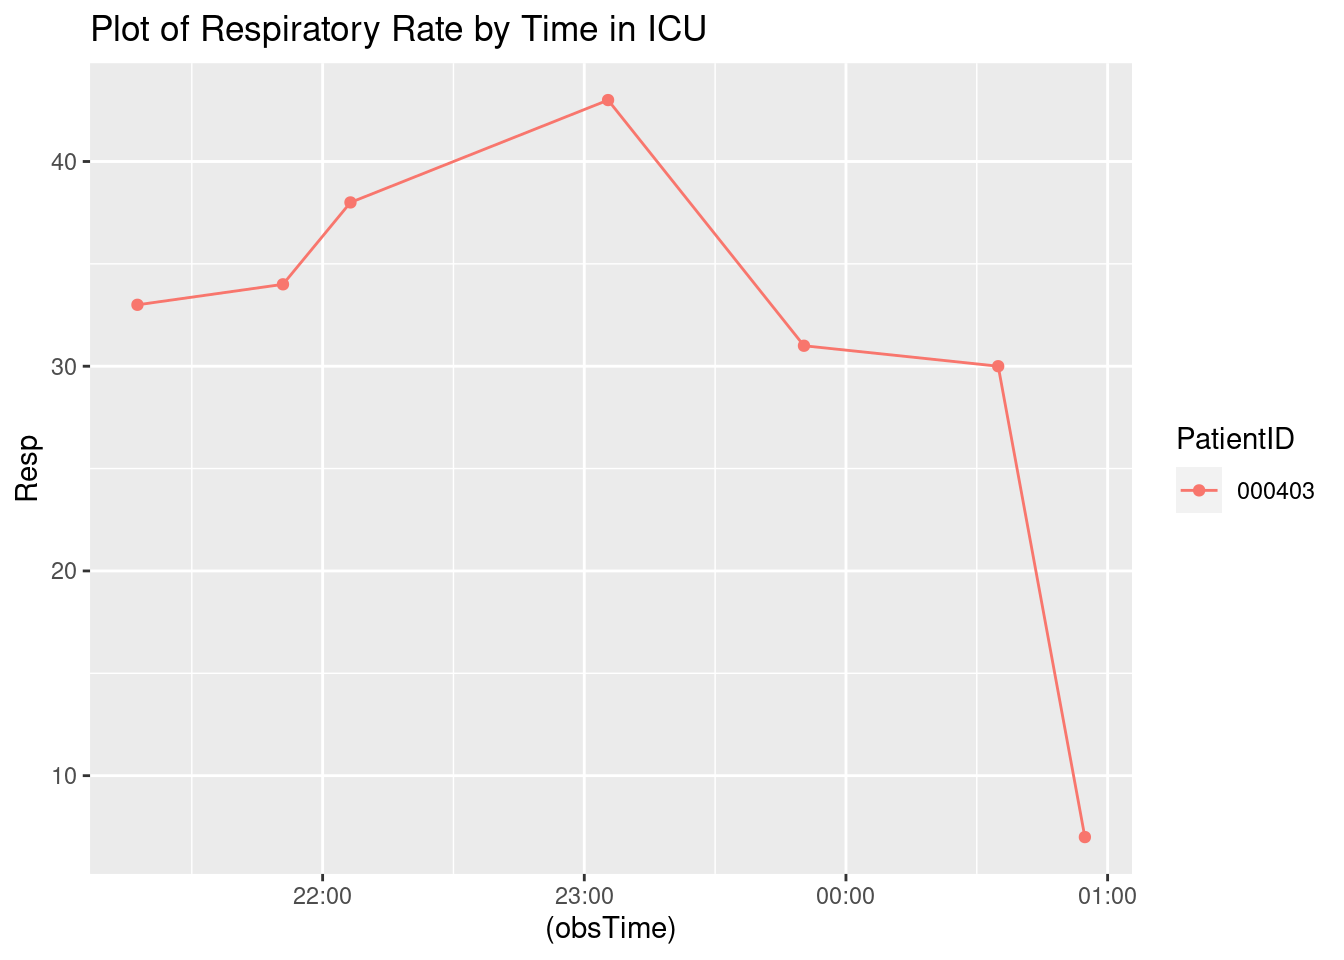 Plot of Respiratory Rate by Time in ICU
40
30
20
10
Resp
22:00 23:00 00:00 01:00
(obsTime)
PatientID
000403